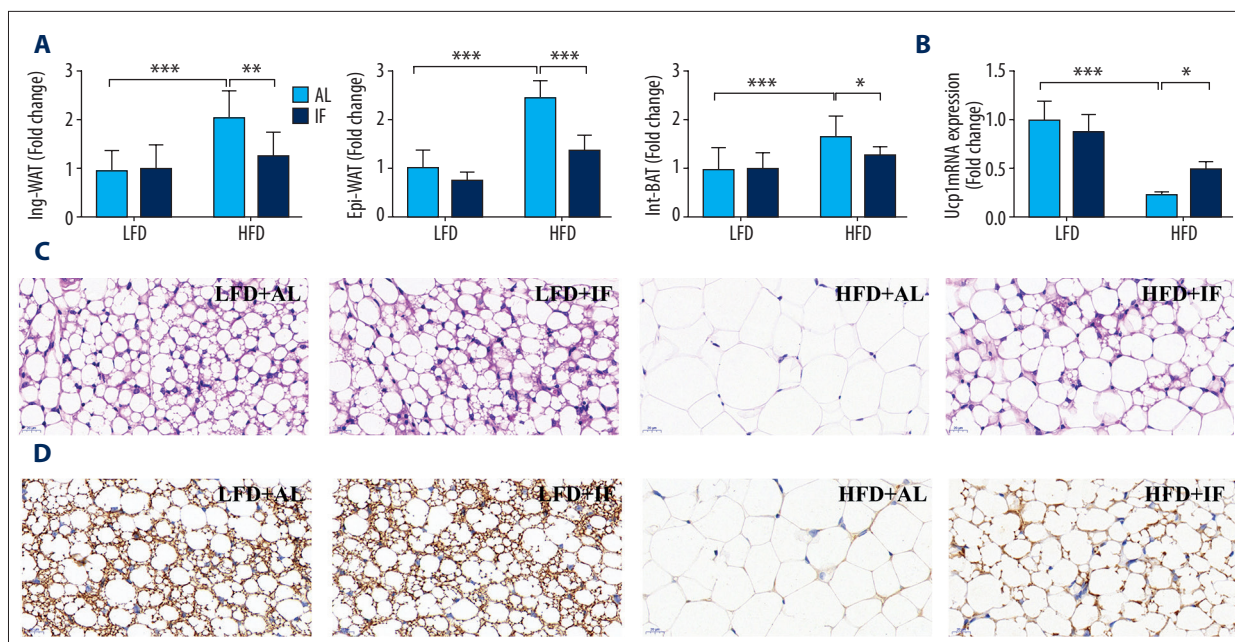 A
B
*** **
*** ***
*** *
*** *
Ing-WAT (Fold change)
3
2
1
0
LFD HFD
AL
IF
Epi-WAT (Fold change)
3
2
1
0
LFD HFD
Int-BAT (Fold change)
3
2
1
0
LFD HFD
Ucp1mRNA expression
(Fold change)
1.5
1.0
0.5
0.0
LFD HFD
C
LFD+AL
LFD+IF
HFD+AL
HFD+IF
D
LFD+AL
LFD+IF
HFD+AL
HFD+IF